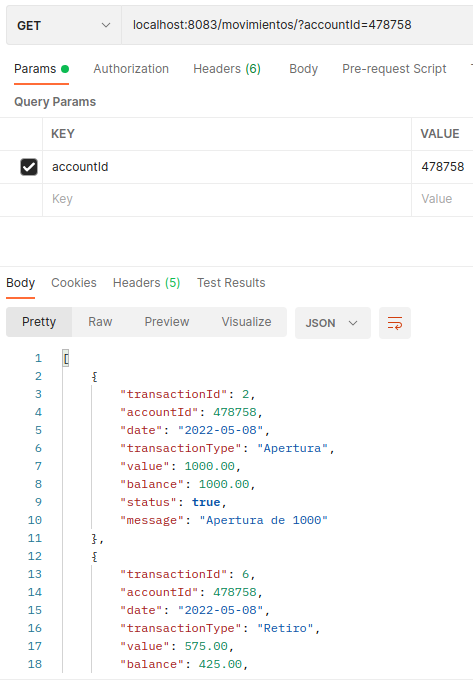 GET localhost:8083/movimientos/?accountId=478758
Params Authorization Headers (6) Body Pre-request Script
Query Params
KEY VALUE
accountId 478758
Key Value
Body Cookies Headers (5) Test Results
Pretty Raw Preview Visualize JSON
1 [
2 {
3 "transactionId": 2,
4 "accountId": 478758,
5 "date": "2022-05-08",
6 "transactionType": "Apertura",
7 "value": 1000.00,
8 "balance": 1000.00,
9 "status": true,
10 "message": "Apertura de 1000"
11 },
12 {
13 "transactionId": 6,
14 "accountId": 478758,
15 "date": "2022-05-08",
16 "transactionType": "Retiro",
17 "value": 575.00,
18 "balance": 425.00,